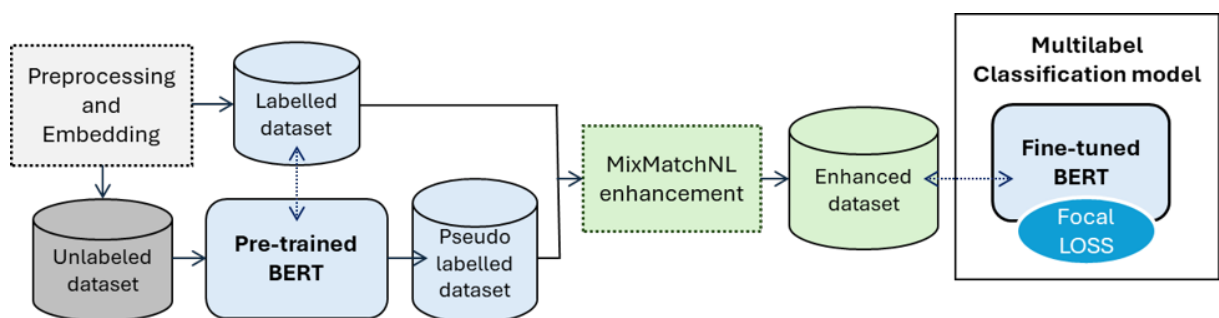 Preprocessing
and
Embedding
Labelled
dataset
Unlabeled
dataset
Pre-trained
BERT
Pseudo
labelled
dataset
MixMatchNL
enhancement
Enhanced
dataset
Multilabel
Classification model
Fine-tuned
BERT
Focal
LOSS